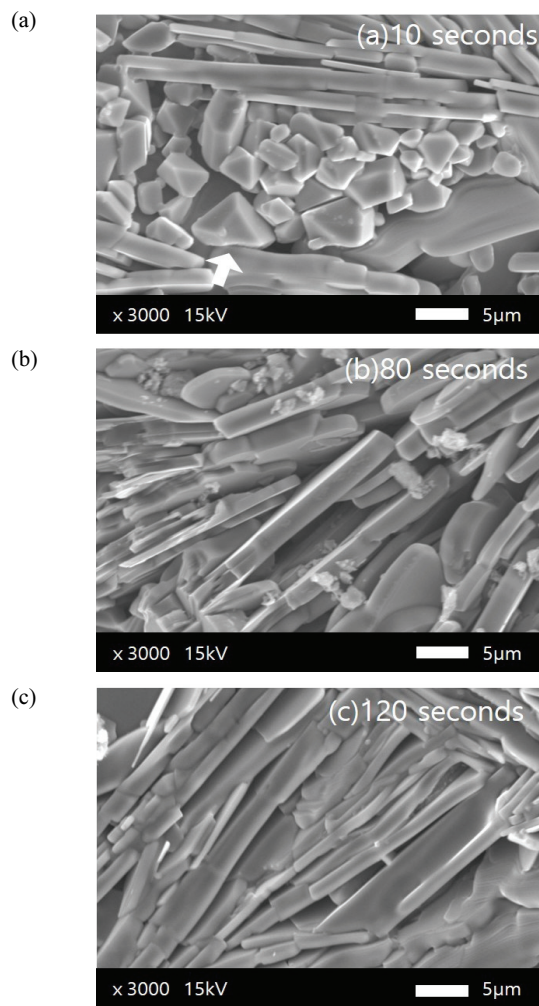 (a)
(a)10 seconds
x 3000 15kV 5μm
(b)
(b)80 seconds
x 3000 15kV 5μm
(c)
(c)120 seconds
x 3000 15kV 5μm